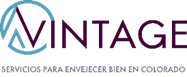 VINTAGE
SERVICIOS PARA ENVEJECER BIEN EN COLORADO